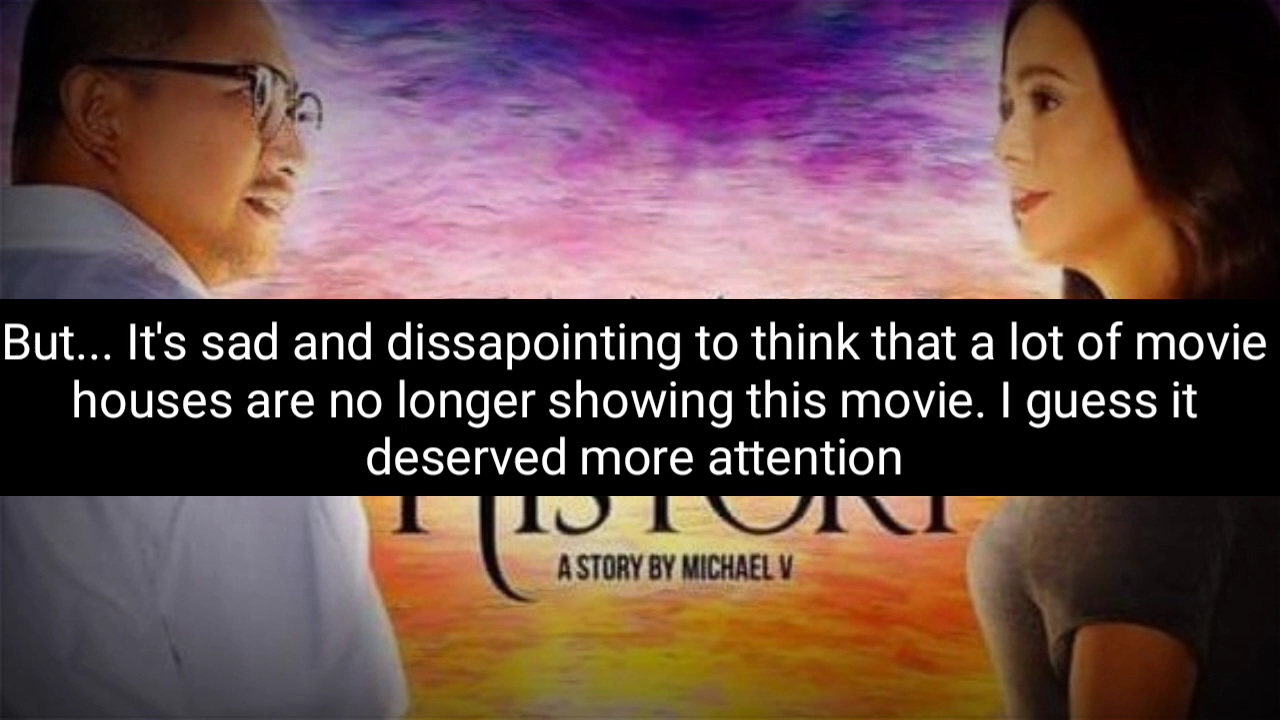 But... It's sad and dissapointing to think that a lot of movie
houses are no longer showing this movie. I guess it
deserved more attention
HISTORY
A STORY BY MICHAEL V